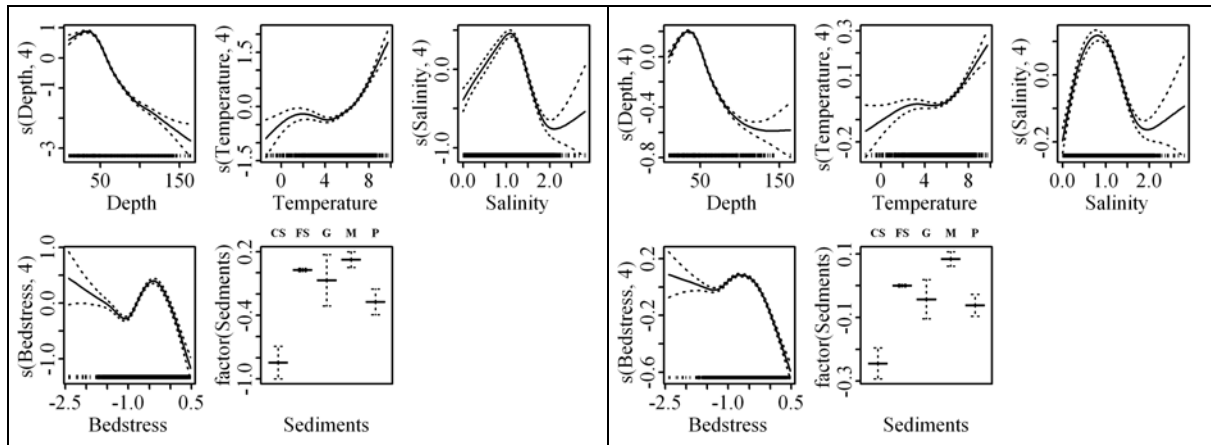 s(Depth, 4)
1
0
-1
-3
50 150
Depth
s(Temperature, 4)
2.0
0.0
-1.5
0 4 8
Temperature
s(Salinity, 4)
0.0
-1.0
0.0 1.0 2.0
Salinity
s(Bedstress, 4)
1.0
0.0
-1.0
-2.5 -1.0 0.5
Bedstress
CS FS G M P
factor(Sedments)
0.2
-0.4
-1.0
Sediments
s(Depth, 4)
0.0
-0.4
-0.8
50 150
Depth
s(Temperature, 4)
0.3
0.1
-0.2
0 4 8
Temperature
s(Salinity, 4)
0.0
-0.2
0.0 1.0 2.0
Salinity
s(Bedstress, 4)
0.2
-0.2
-0.6
-2.5 -1.0 0.5
Bedstress
CS FS G M P
factor(Sedments)
0.1
-0.1
-0.3
Sediments